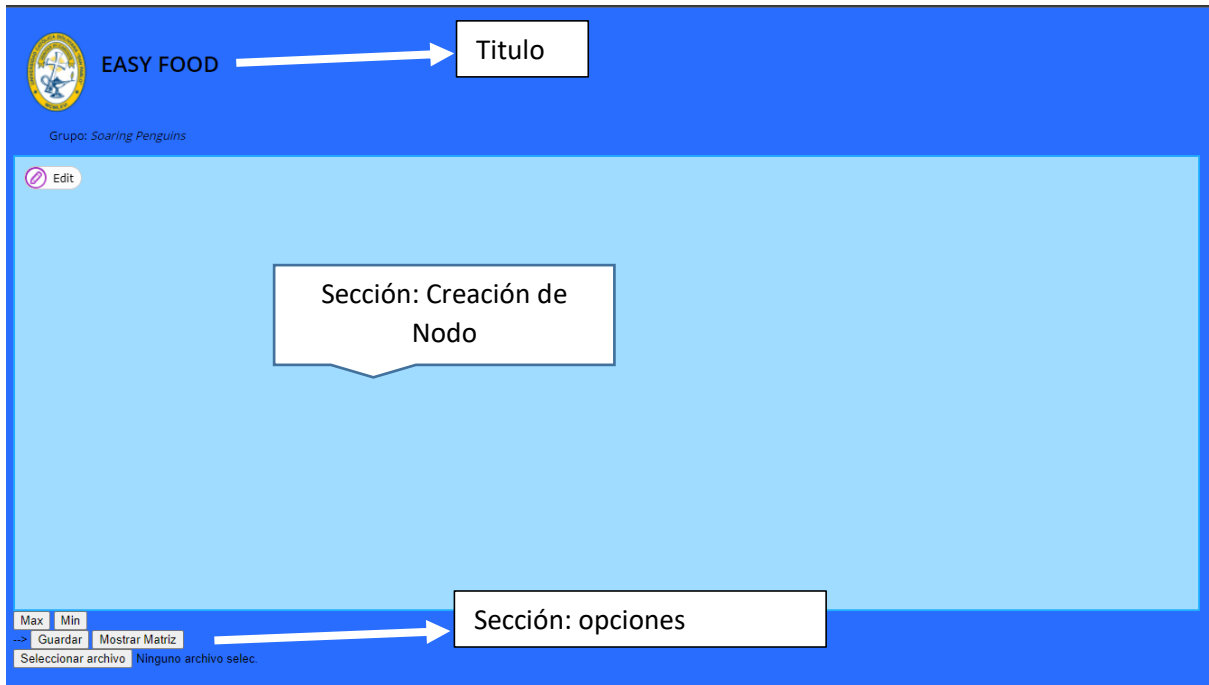 EASY FOOD
Titulo
Grupo: Soaring Penguins
Edit
Sección: Creación de
Nodo
Max Min
--> Guardar Mostrar Matriz
Seleccionar archivo Ninguno archivo selec.
Sección: opciones